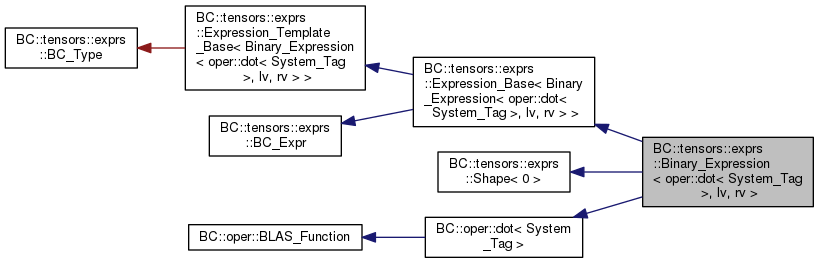 BC::tensors::exprs
::BC_Type
BC::tensors::exprs
::Expression_Template
_Base< Binary_Expression
< oper::dot< System_Tag
>, lv, rv > >
BC::tensors::exprs
::BC_Expr
BC::tensors::exprs
::Expression_Base< Binary
_Expression< oper::dot<
System_Tag >, lv, rv > >
BC::tensors::exprs
::Shape< 0 >
BC::oper::BLAS_Function
BC::oper::dot< System
_Tag >
BC::tensors::exprs
::Binary_Expression
< oper::dot< System_Tag
>, lv, rv >